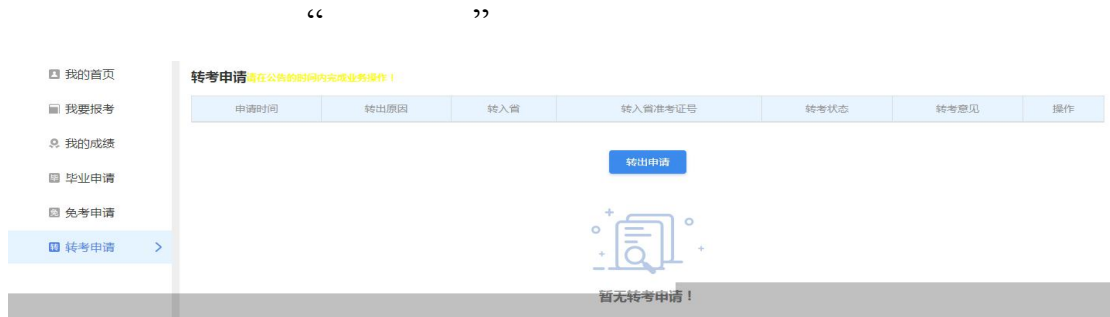 “ ”
我的首页
我要报考
我的成绩
毕业申请
免考申请
转考申请 >
转考申请 请在公告的时间内完成业务操作！
申请时间 转出原因 转入省 转入省准考证号 转考状态 转考意见 操作
转出申请
暂无转考申请！